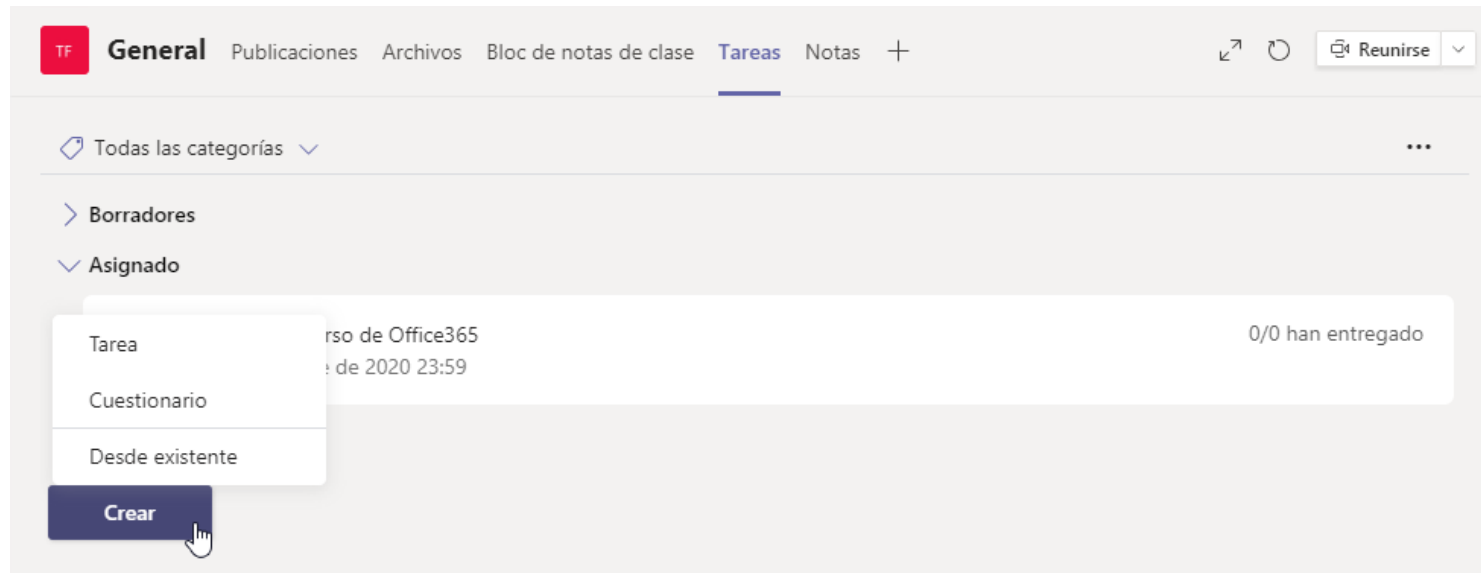 TF General Publicaciones Archivos Bloc de notas de clase Tareas Notas Reunirse
Todas las categorías
Borradores
Asignado
Tarea
de Office365 0/0 han entregado
de 2020 23:59
Cuestionario
Desde existente
Crear